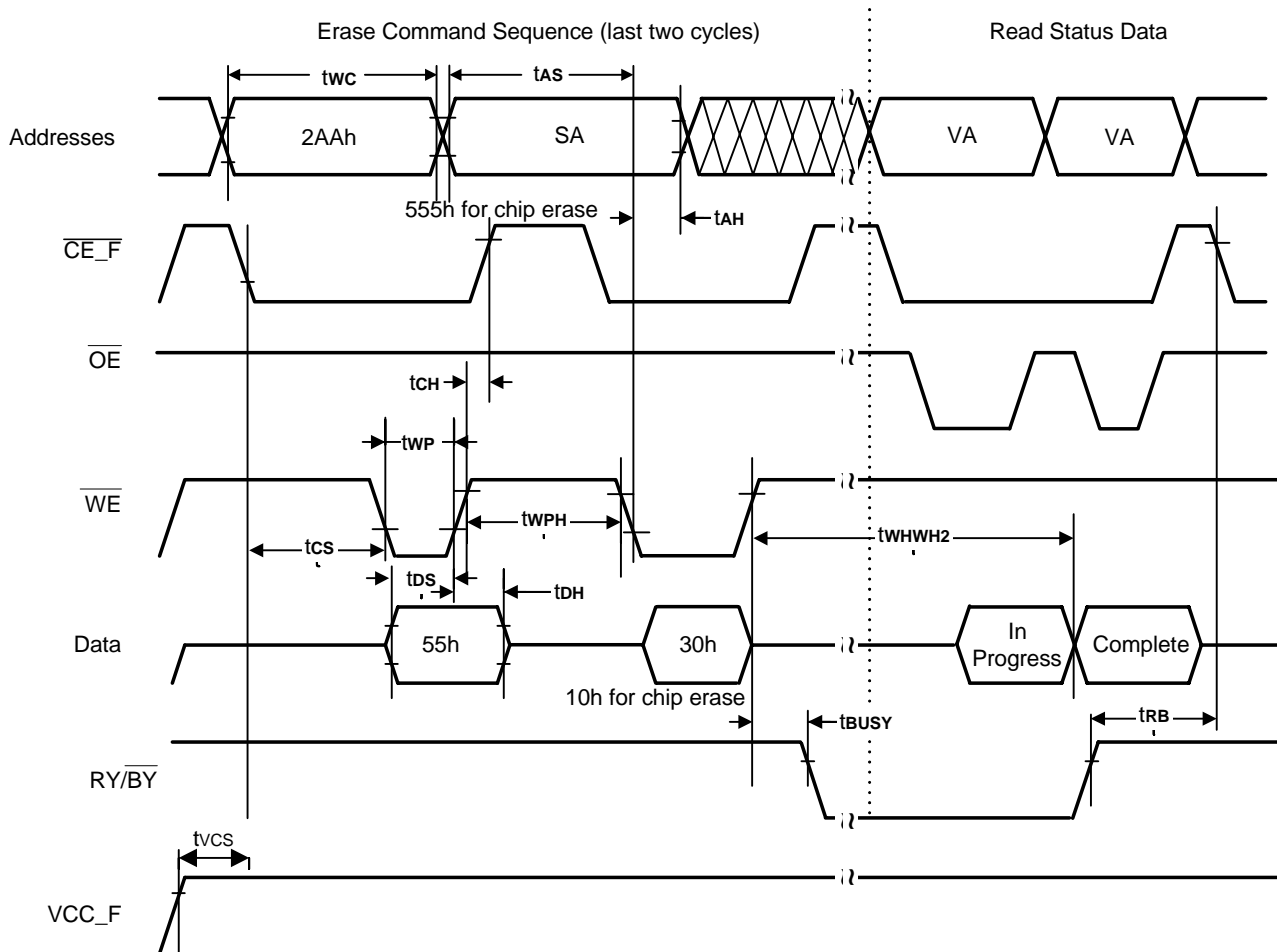 Erase Command Sequence (last two cycles)
Read Status Data
tWC
tAS
Addresses
2AAh
SA
VA
VA
555h for chip erase
tAH
CE_F
OE
tCH
tWP
WE
tWPH
tWHWH2
tCS
tDS
tDH
Data
55h
30h
In
Progress
Complete
10h for chip erase
tBUSY
tRB
RY/BY
tVCS
VCC_F